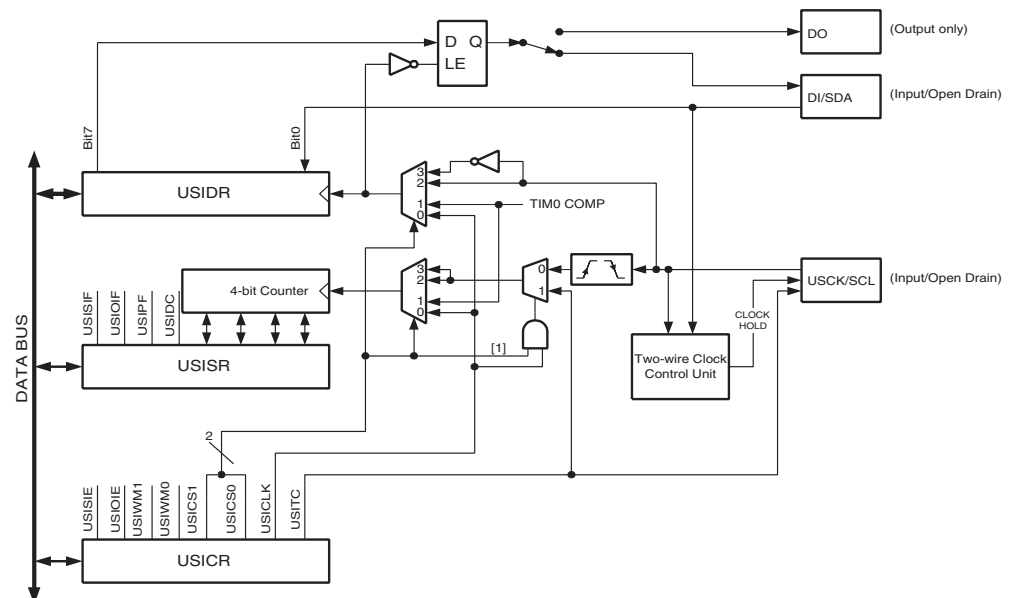 DO
(Output only)
D Q
LE
DI/SDA
(Input/Open Drain)
Bit7
Bit0
USIDR
3
2
1
0
TIM0 COMP
4-bit Counter
3
2
1
0
0
1
USCK/SCL
(Input/Open Drain)
CLOCK
HOLD
USISIF
USIOIF
USIPF
USIDC
[1]
USISR
Two-wire Clock
Control Unit
DATA BUS
2
USISIE
USIOIE
USIWM1
USIWM0
USICS1
USICS0
USICLK
USITC
USICR